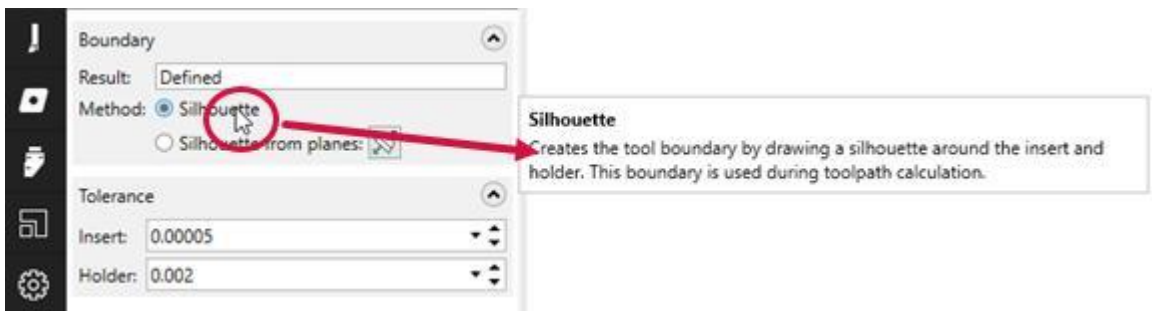 Boundary
Result: Defined
Method: Silhouette
Silhouette from planes:
Silhouette
Creates the tool boundary by drawing a silhouette around the insert and
holder. This boundary is used during toolpath calculation.
Tolerance
Insert: 0.00005
Holder: 0.002